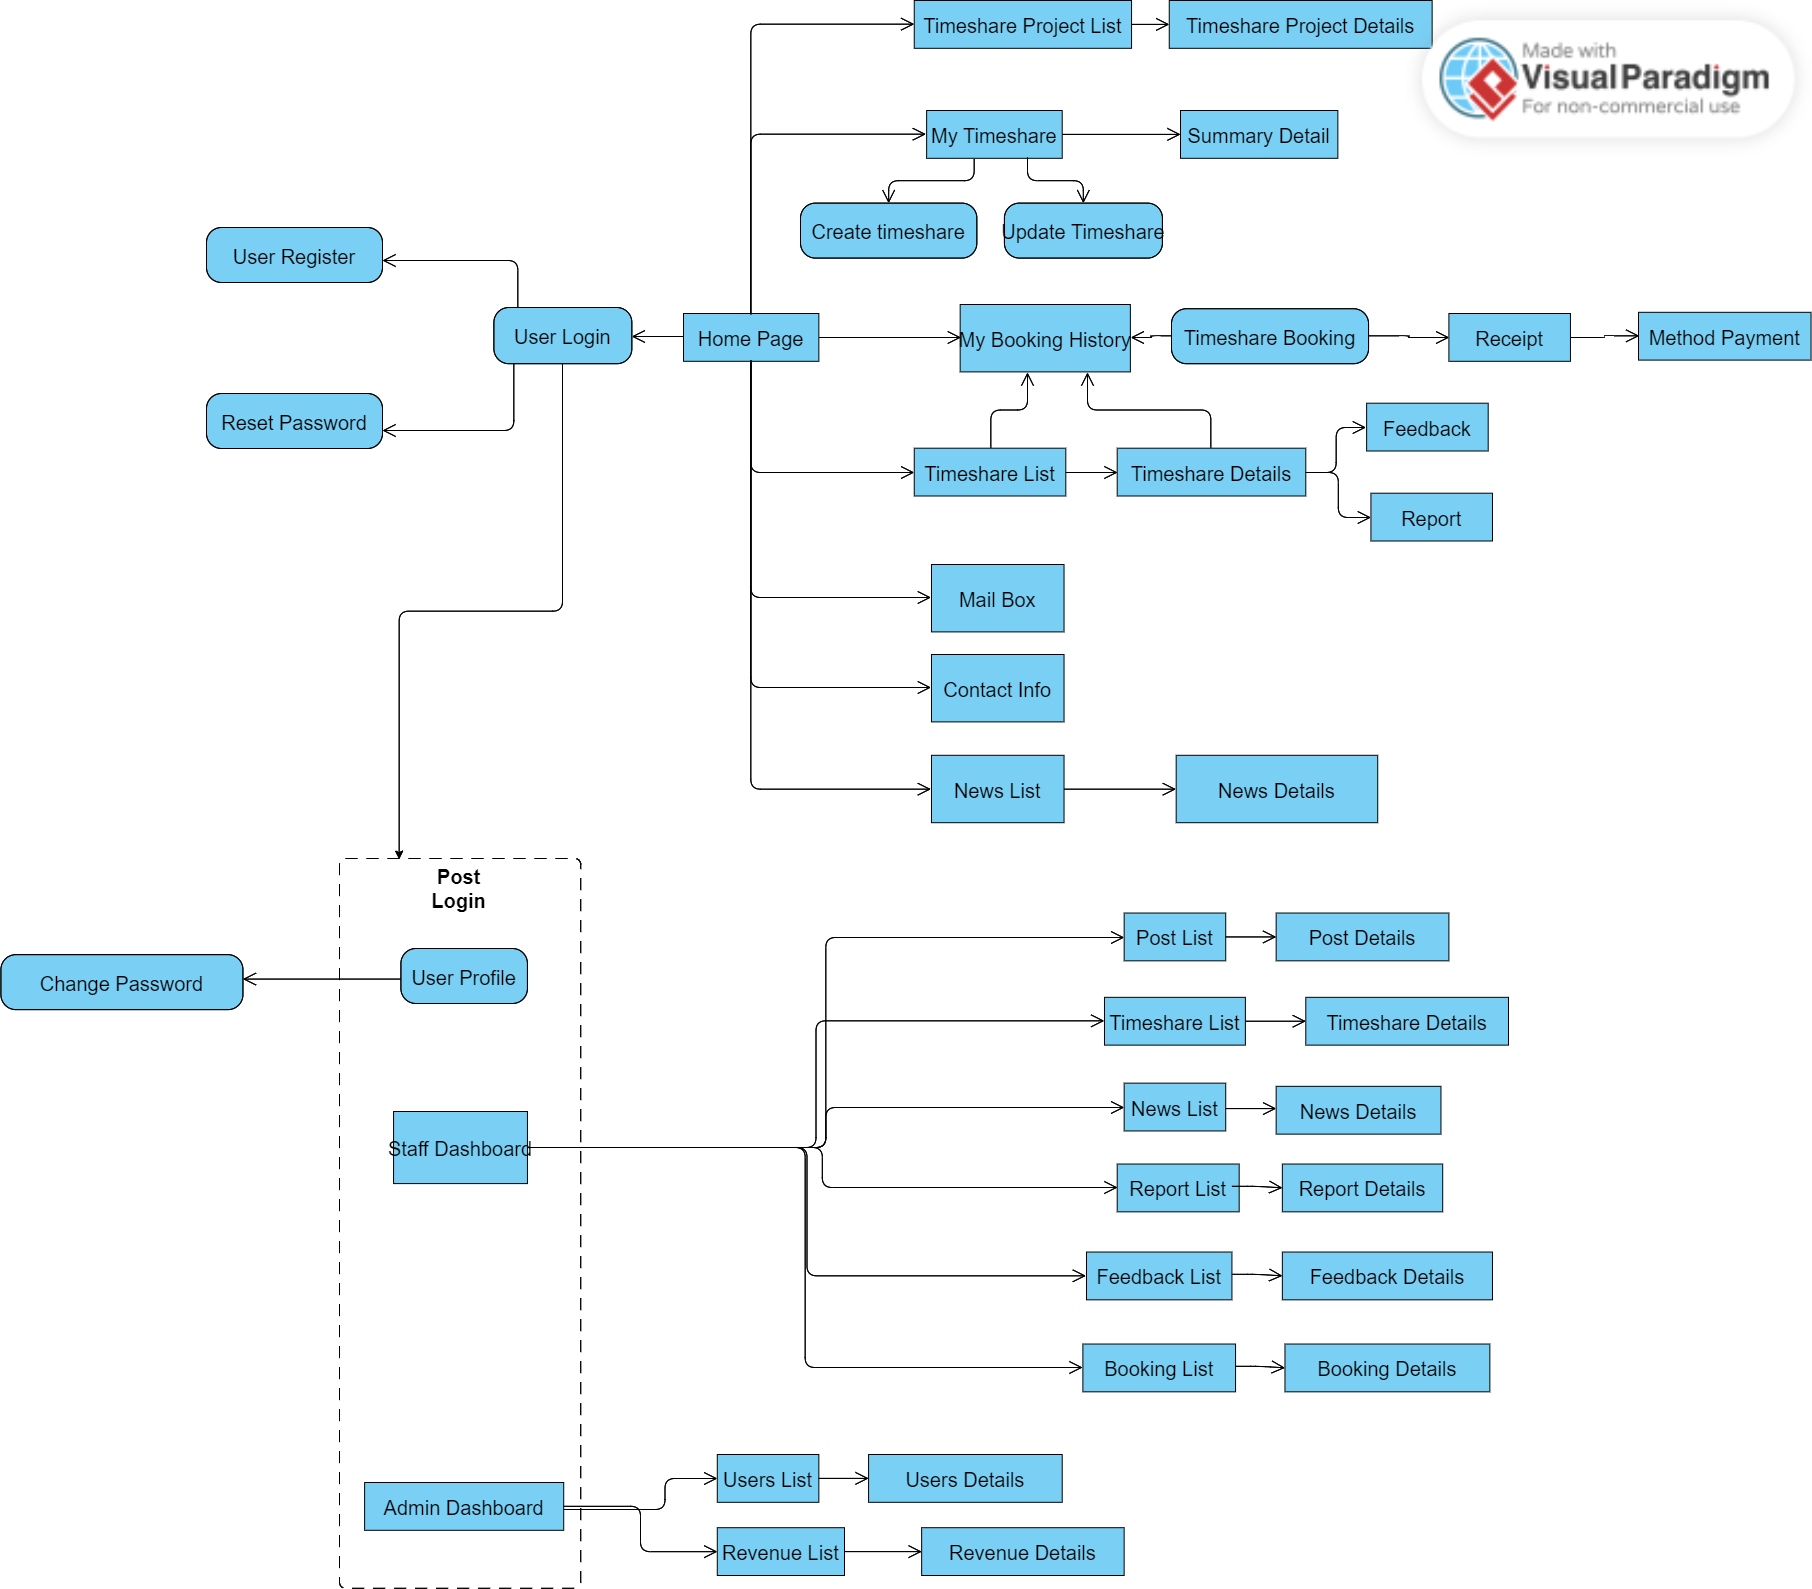 Timeshare Project List
Timeshare Project Details
Made with
Visual Paradigm
For non-commercial use
My Timeshare
Summary Detail
Create timeshare
Update Timeshare
User Register
User Login
Home Page
My Booking History
Timeshare Booking
Receipt
Method Payment
Reset Password
Feedback
Timeshare List
Timeshare Details
Report
Mail Box
Contact Info
News List
News Details
Post
Login
Change Password
User Profile
Post List
Post Details
Timeshare List
Timeshare Details
News List
News Details
Staff Dashboard
Report List
Report Details
Feedback List
Feedback Details
Booking List
Booking Details
Users List
Users Details
Admin Dashboard
Revenue List
Revenue Details